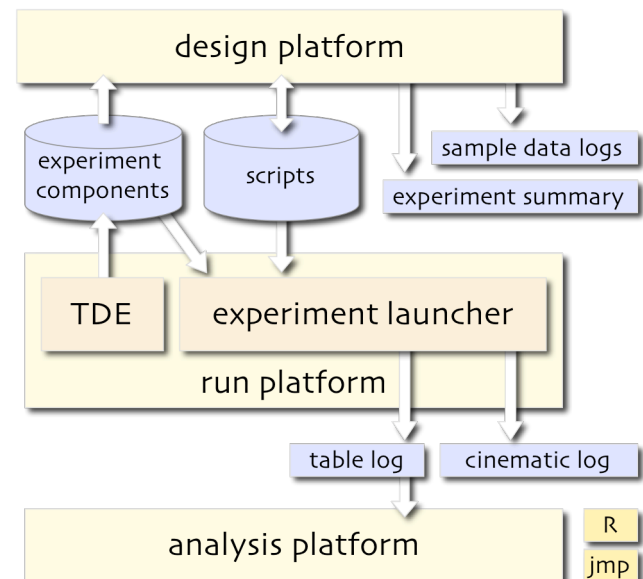 design platform
experiment
components
scripts
sample data logs
experiment summary
TDE
experiment launcher
run platform
table log
cinematic log
analysis platform
R
jmp